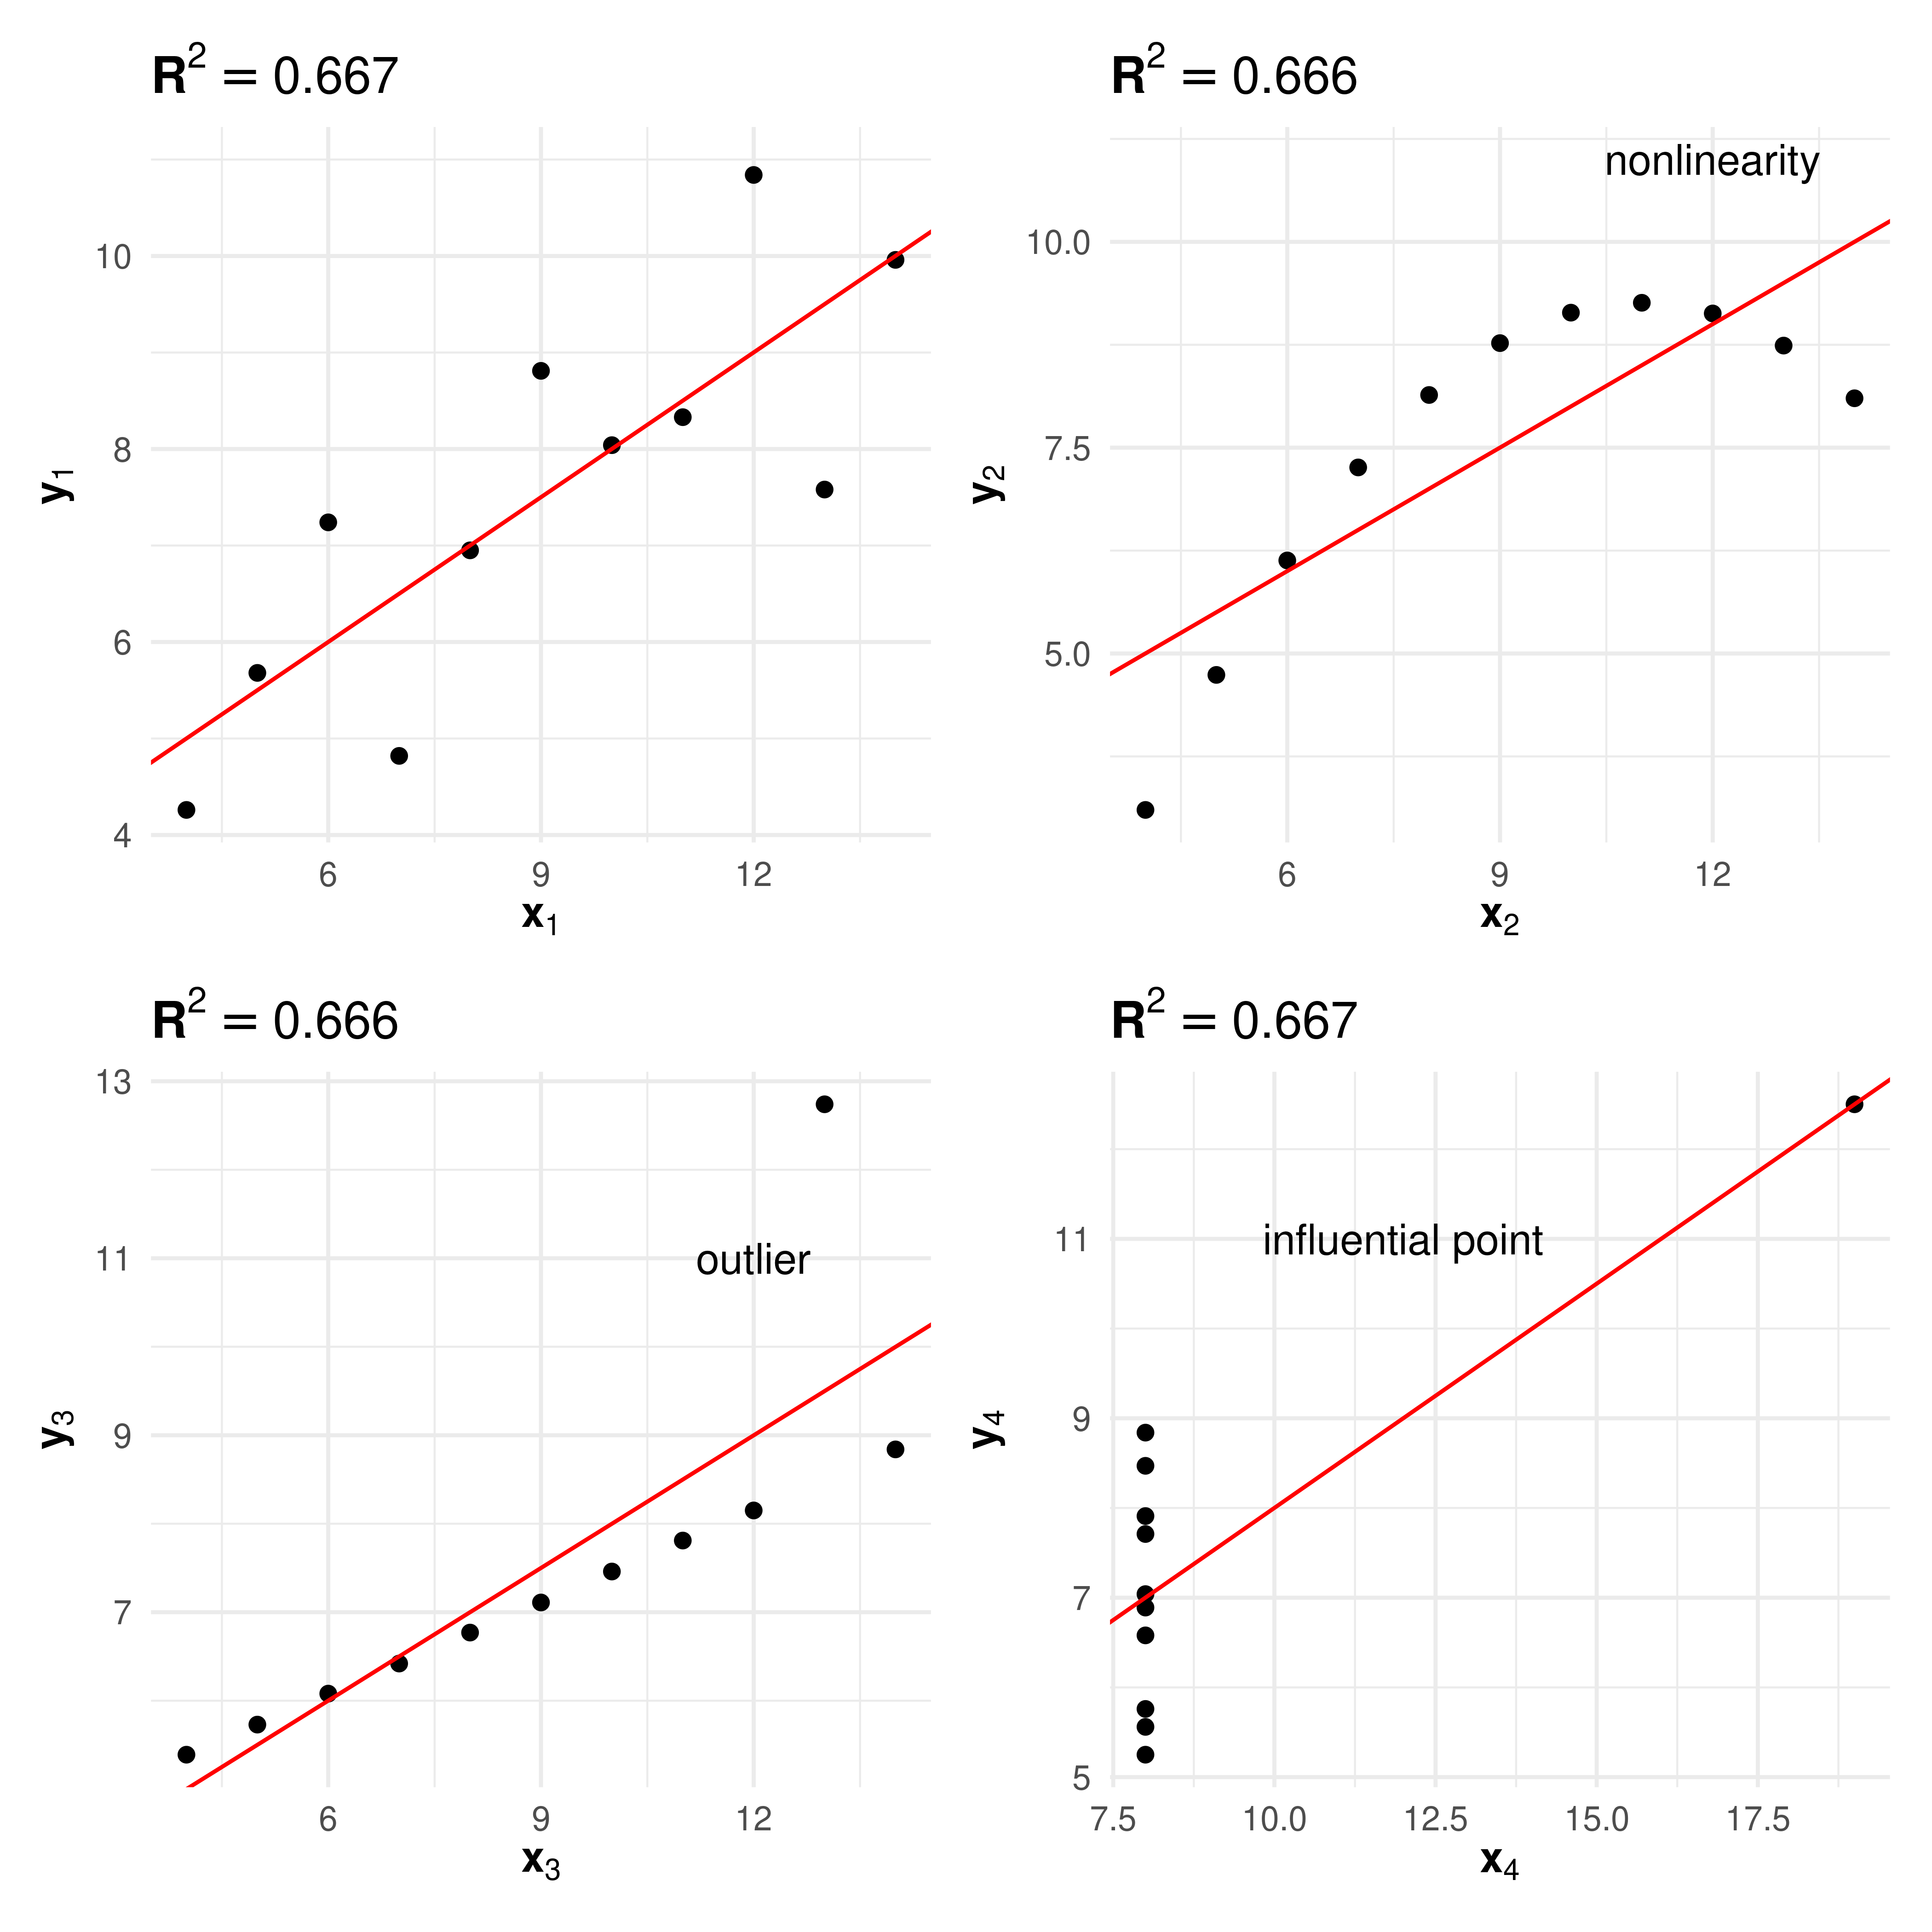 R² = 0.667
10
8
6
4
y₁
6 9 12
x₁
R² = 0.666
nonlinearity
10.0
7.5
5.0
y₂
6 9 12
x₂
R² = 0.666
13
11
9
7
outlier
y₃
6 9 12
x₃
R² = 0.667
11
9
7
5
influential point
y₄
7.5 10.0 12.5 15.0 17.5
x₄